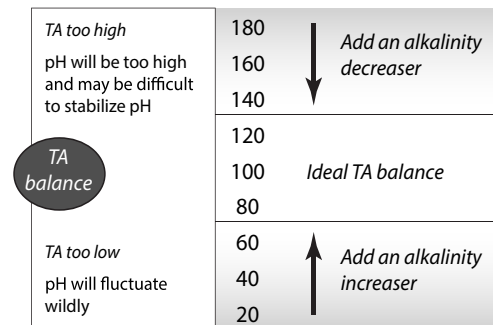 TA too high
pH will be too high
and may be difficult
to stabilize pH
TA
balance
TA too low
pH will fluctuate
wildly
180
160
140
Add an alkalinity
decreaser
120
100
80
Ideal TA balance
60
40
20
Add an alkalinity
increaser